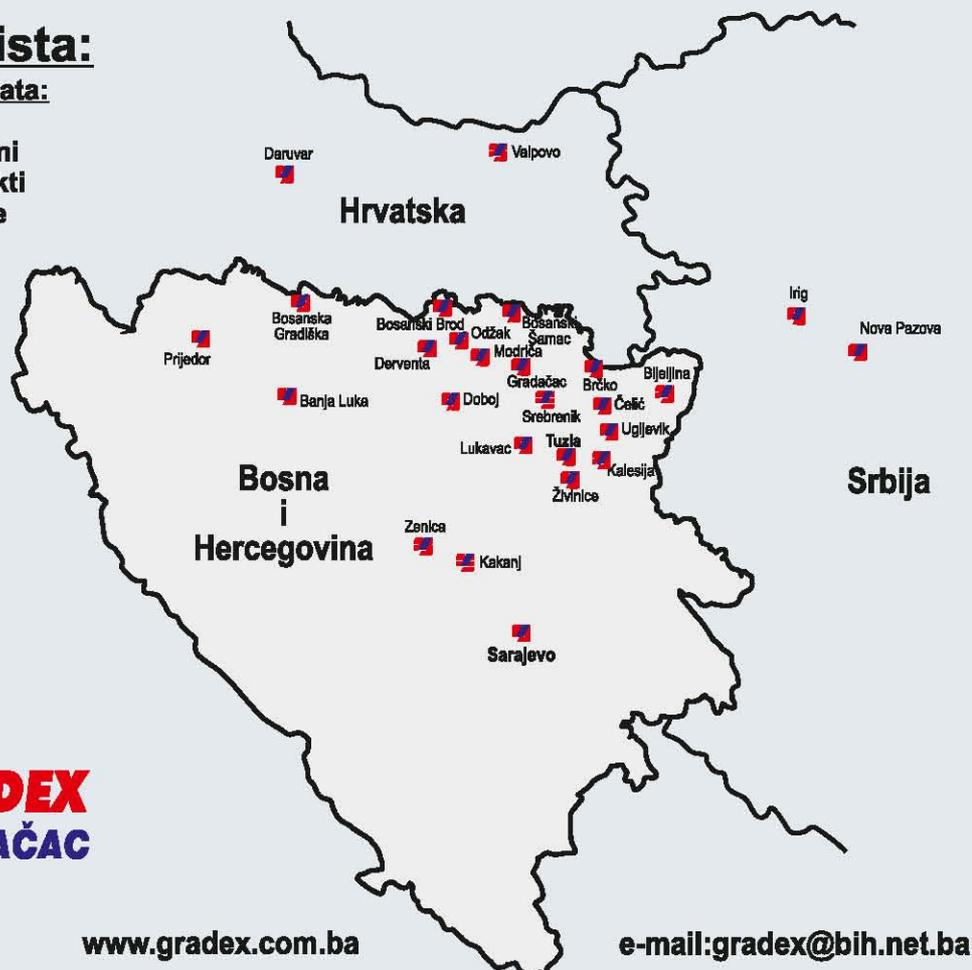 ista:
ata:
ni
kti
e
Daruvar
Valpovo
Hrvatska
Irig
Nova Pazova
Bosanska
Gradiška
Prijedor
Bosanski Brod
Odžak
Bosanski
Šamac
Derventa
Modriča
Gradačac
Brčko
Bijeljina
Banja Luka
Doboj
Srebrenik
Čelić
Ugljevik
Lukavac
Tuzla
Kalesija
Živinice
Bosna
i
Hercegovina
Srbija
Zenica
Kakanj
Sarajevo
DEX
AČAC
www.gradex.com.ba
e-mail:gradex@bih.net.ba